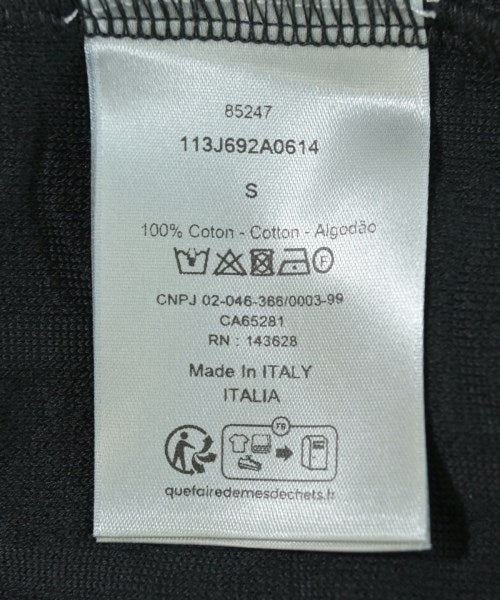 85247
113J692A0614
S
100% Coton - Cotton - Algodão
F
CNPJ 02-046-366/0003-99
CA65281
RN : 143628
Made In ITALY
ITALIA
FR
quefairedemesdechets.fr